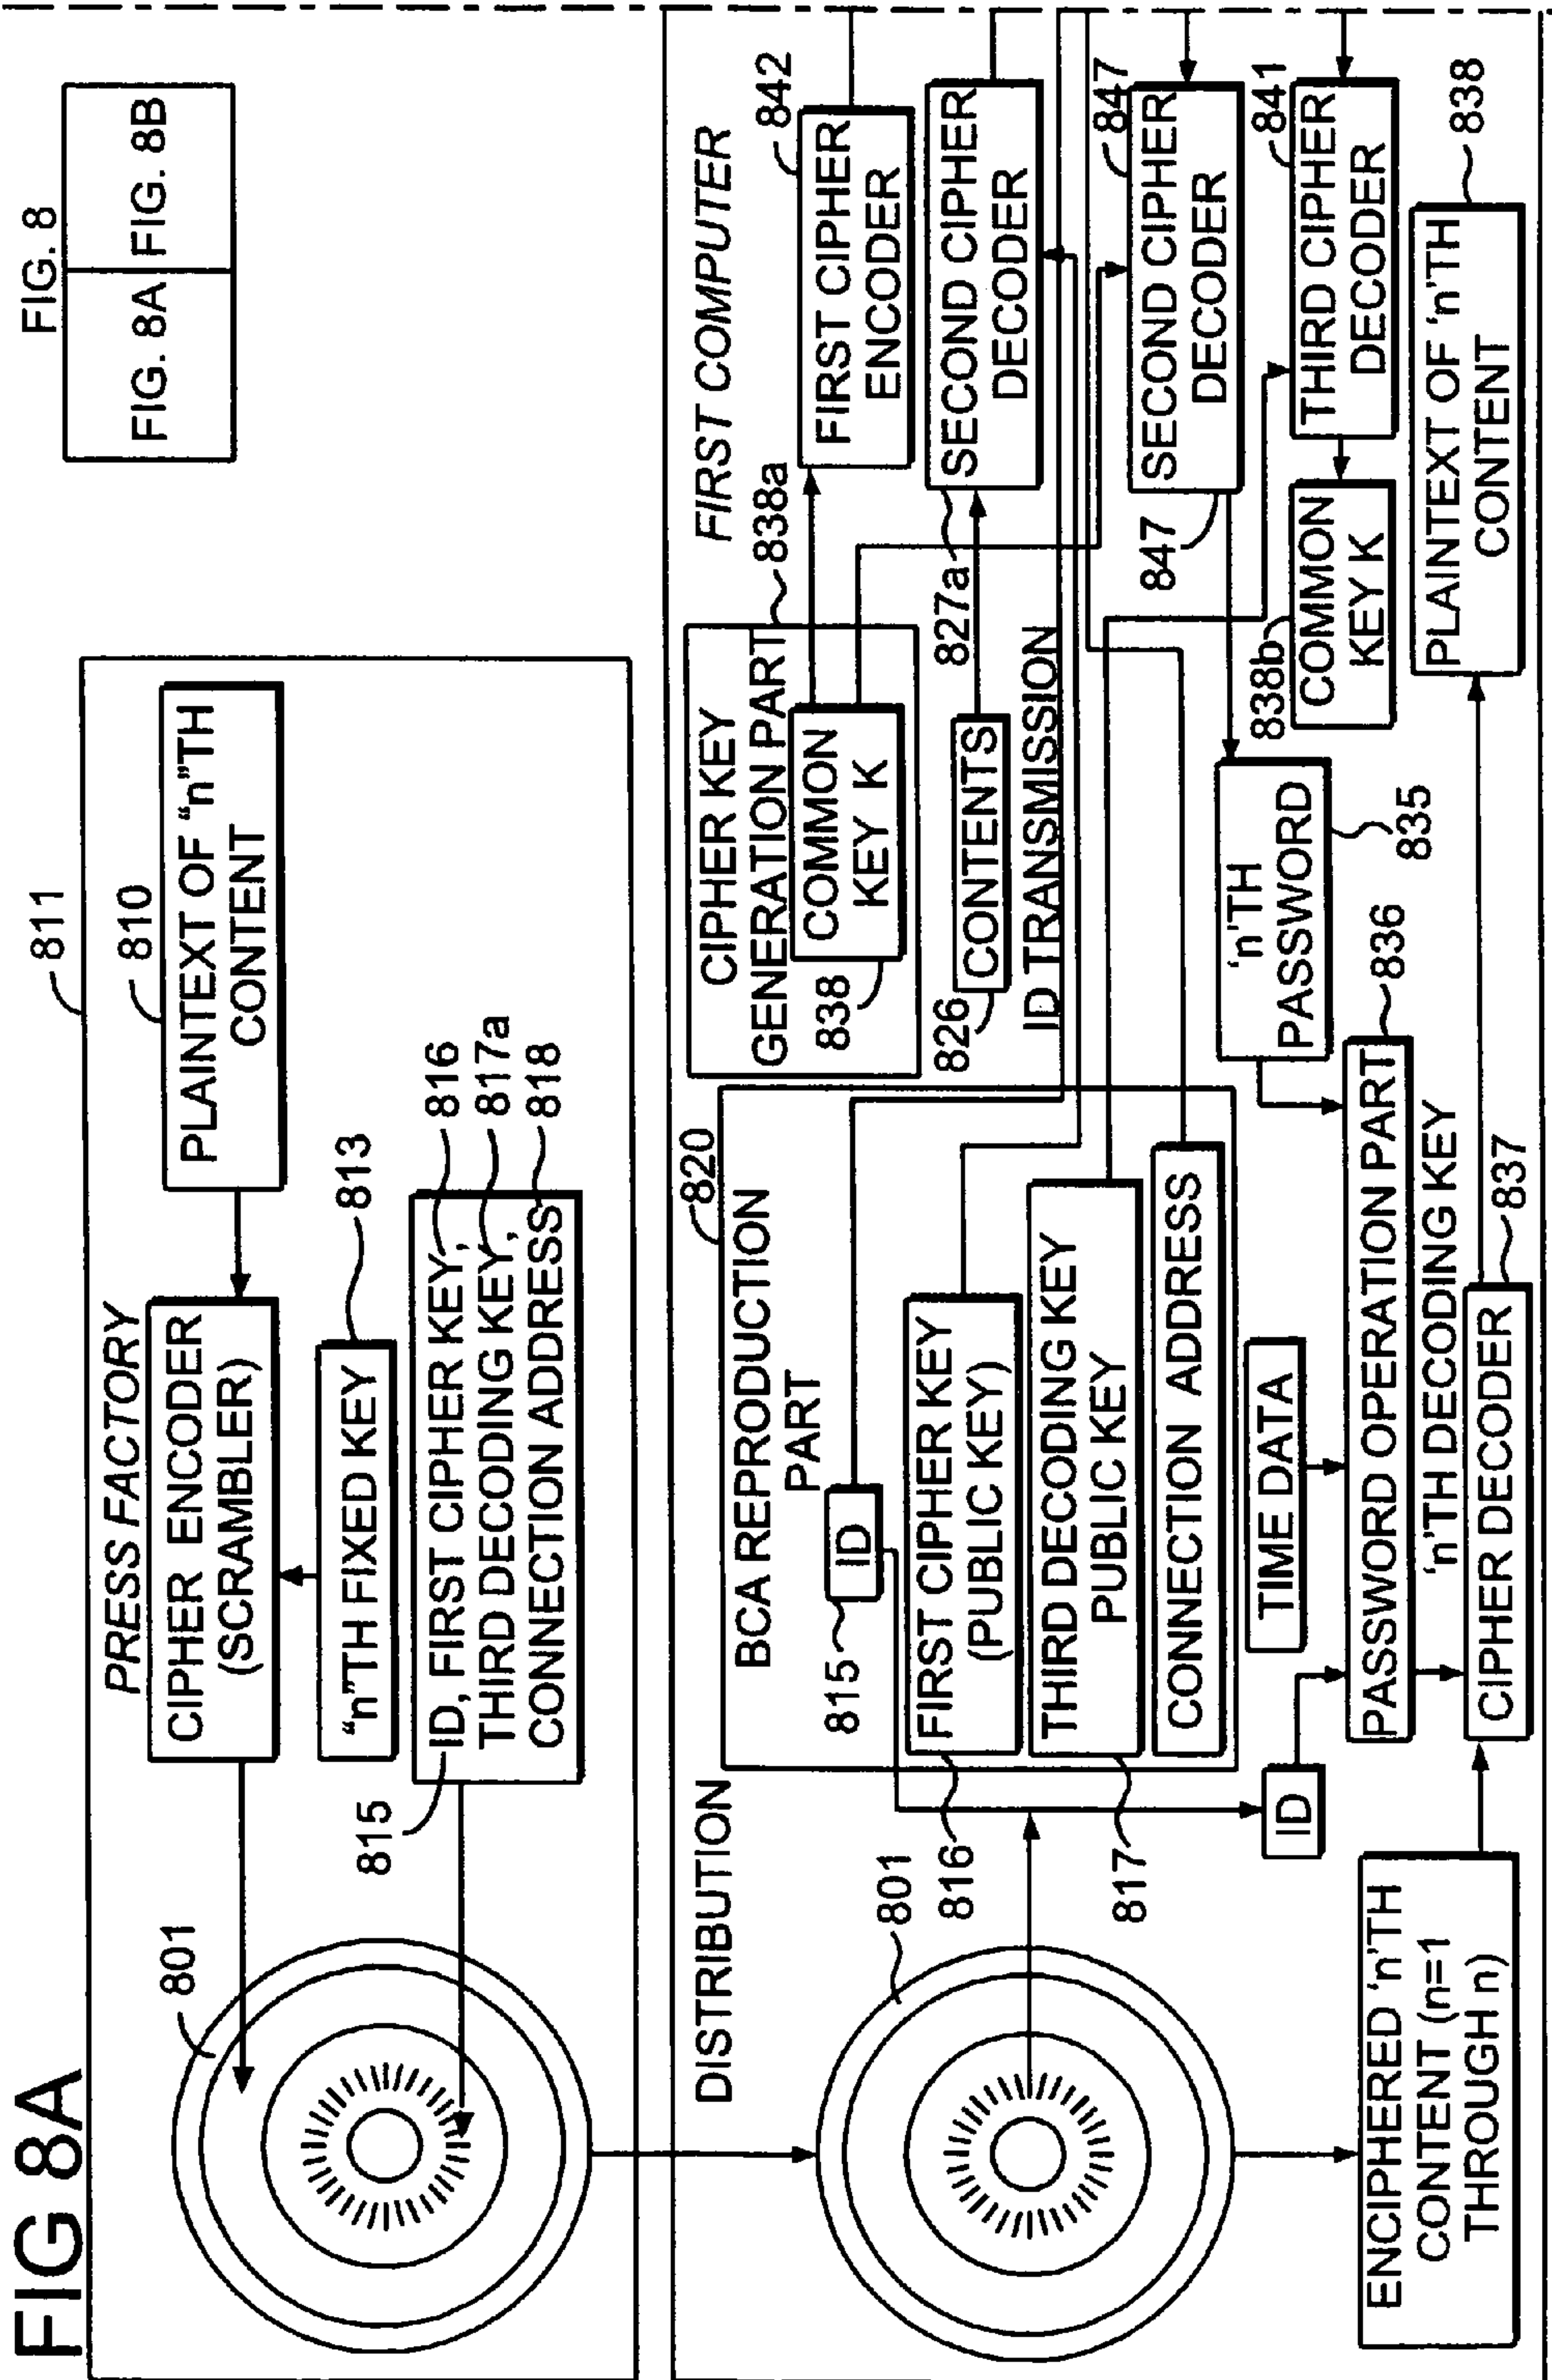 FIG 8A
FIG. 8
FIG. 8A
FIG. 8B
811
PRESS FACTORY
801
CIPHER ENCODER
(SCRAMBLER)
810
PLAINTEXT OF "n"TH
CONTENT
"n"TH FIXED KEY
813
815
ID, FIRST CIPHER KEY,
THIRD DECODING KEY,
CONNECTION ADDRESS
816
817a
818
DISTRIBUTION
FIRST COMPUTER
801
820
BCA REPRODUCTION
PART
815
ID
FIRST CIPHER KEY
(PUBLIC KEY)
816
THIRD DECODING KEY
PUBLIC KEY
817
CONNECTION ADDRESS
CIPHER KEY
GENERATION PART
838a
COMMON
KEY K
838
FIRST CIPHER
ENCODER
842
826
CONTENTS
827a
SECOND CIPHER
DECODER
ID TRANSMISSION
847
SECOND CIPHER
DECODER
847
841
THIRD CIPHER
DECODER
838b
COMMON
KEY K
'n'TH
PASSWORD
835
TIME DATA
ID
PASSWORD OPERATION PART
836
'n'TH DECODING KEY
ENCIPHERED 'n'TH
CONTENT (n=1
THROUGH n)
CIPHER DECODER
837
PLAINTEXT OF 'n'TH
CONTENT
838